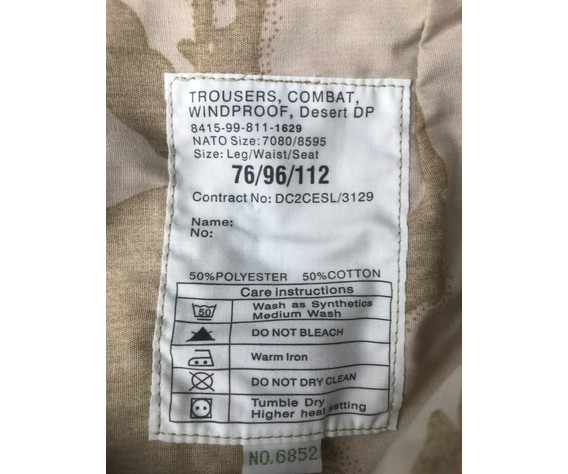 TROUSERS, COMBAT,
WINDPROOF, Desert DP
8415-99-811-1629
NATO Size: 7080/8595
Size: Leg/Waist/Seat
76/96/112
Contract No: DC2CESL/3129
Name:
No:
50%POLYESTER 50%COTTON
Care instructions
50 Wash as Synthetics
Medium Wash
DO NOT BLEACH
Warm Iron
DO NOT DRY CLEAN
Tumble Dry
Higher heat setting
NO.6852